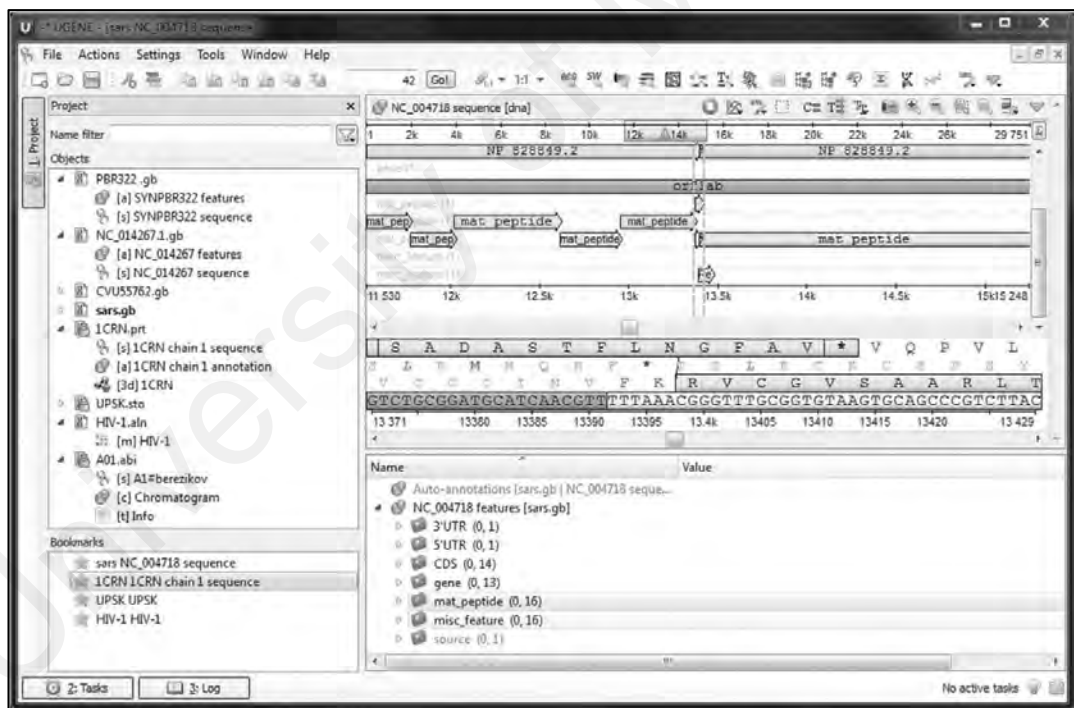 UGENE - [sars NC_004718 sequence]
File Actions Settings Tools Window Help
42 Go! 1:1
1: Project
Project
Name filter
Objects
PBR322 .gb
[a] SYNPBR322 features
[s] SYNPBR322 sequence
NC_014267.1.gb
[a] NC_014267 features
[s] NC_014267 sequence
CVU55762.gb
sars.gb
1CRN.prt
[s] 1CRN chain 1 sequence
[a] 1CRN chain 1 annotation
[3d] 1CRN
UPSK.sto
HIV-1.aln
[m] HIV-1
A01.abi
[s] A1#berezikov
[c] Chromatogram
[t] Info
Bookmarks
sars NC_004718 sequence
1CRN 1CRN chain 1 sequence
UPSK UPSK
HIV-1 HIV-1
NC_004718 sequence [dna]
1 2k 4k 6k 8k 10k 12k 14k 16k 18k 20k 22k 24k 26k 29 751
NP 828849.2 NP 828849.2
orf1ab
mat_pep mat peptide mat_peptide
mat_pep mat_peptide mat peptide
11 530 12k 12.5k 13k 13.5k 14k 14.5k 15k 15 248
S A D A S T F L N G F A V * V Q P V L
F K R V C G V S A A R L T
GTCTGCGGATGCATCAACGTTTTTAAACGGGTTTGCGGTGTAAGTGCAGCCCGTCTTAC
13 371 13380 13385 13390 13395 13.4k 13405 13410 13415 13420 13 429
Name Value
Auto-annotations [sars.gb | NC_004718 seque...
NC_004718 features [sars.gb]
3'UTR (0, 1)
5'UTR (0, 1)
CDS (0, 14)
gene (0, 13)
mat_peptide (0, 16)
misc_feature (0, 16)
source (0, 1)
2: Tasks 3: Log No active tasks
University of